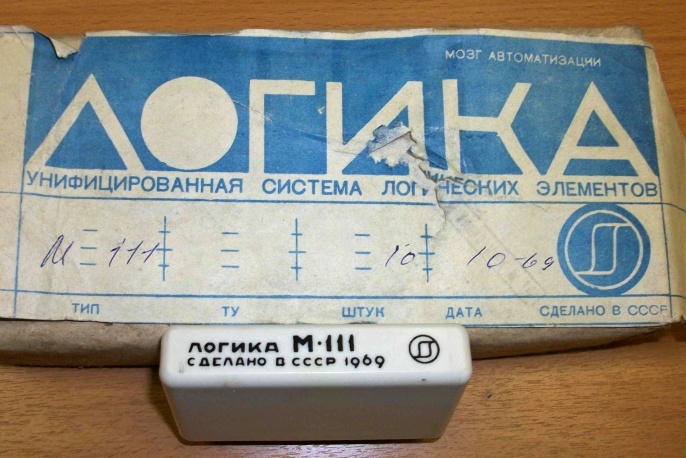 МОЗГ АВТОМАТИЗАЦИИ
ЛОГИКА
УНИФИЦИРОВАННАЯ СИСТЕМА ЛОГИЧЕСКИХ ЭЛЕМЕНТОВ
М 111 10 10-69
ТИП ТУ ШТУК ДАТА СДЕЛАНО В СССР
ЛОГИКА М·111
СДЕЛАНО В СССР 1969